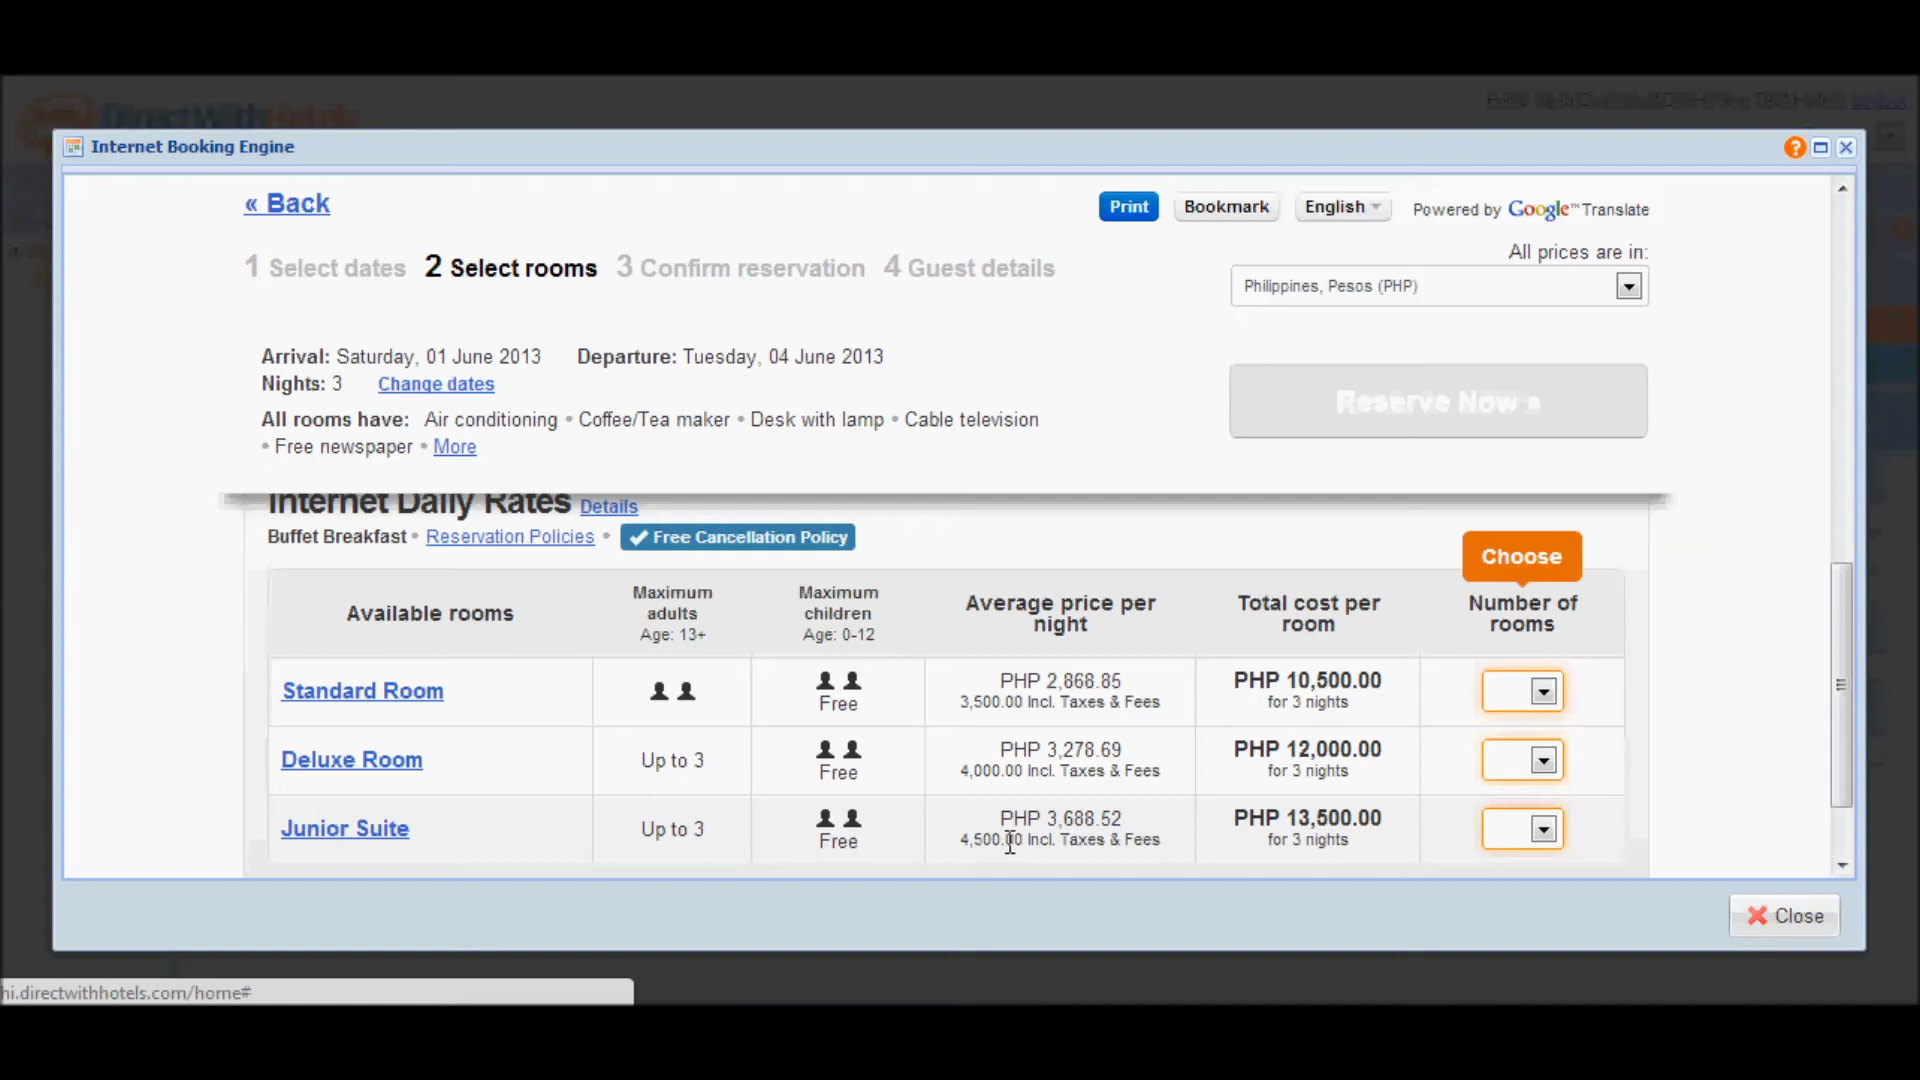 DirectWithHotels
Internet Booking Engine
?
« Back
Print
Bookmark
English
Powered by Google™ Translate
1 Select dates 2 Select rooms 3 Confirm reservation 4 Guest details
All prices are in:
Philippines, Pesos (PHP)
Arrival: Saturday, 01 June 2013 Departure: Tuesday, 04 June 2013
Nights: 3 Change dates
All rooms have: Air conditioning • Coffee/Tea maker • Desk with lamp • Cable television
• Free newspaper • More
Reserve Now »
Internet Daily Rates Details
Buffet Breakfast • Reservation Policies • Free Cancellation Policy
Choose
Available rooms
Maximum
adults
Age: 13+
Maximum
children
Age: 0-12
Average price per
night
Total cost per
room
Number of
rooms
Standard Room
Free
PHP 2,868.85
3,500.00 Incl. Taxes & Fees
PHP 10,500.00
for 3 nights
Deluxe Room
Up to 3
Free
PHP 3,278.69
4,000.00 Incl. Taxes & Fees
PHP 12,000.00
for 3 nights
Junior Suite
Up to 3
Free
PHP 3,688.52
4,500.00 Incl. Taxes & Fees
PHP 13,500.00
for 3 nights
Close
hi.directwithhotels.com/home#